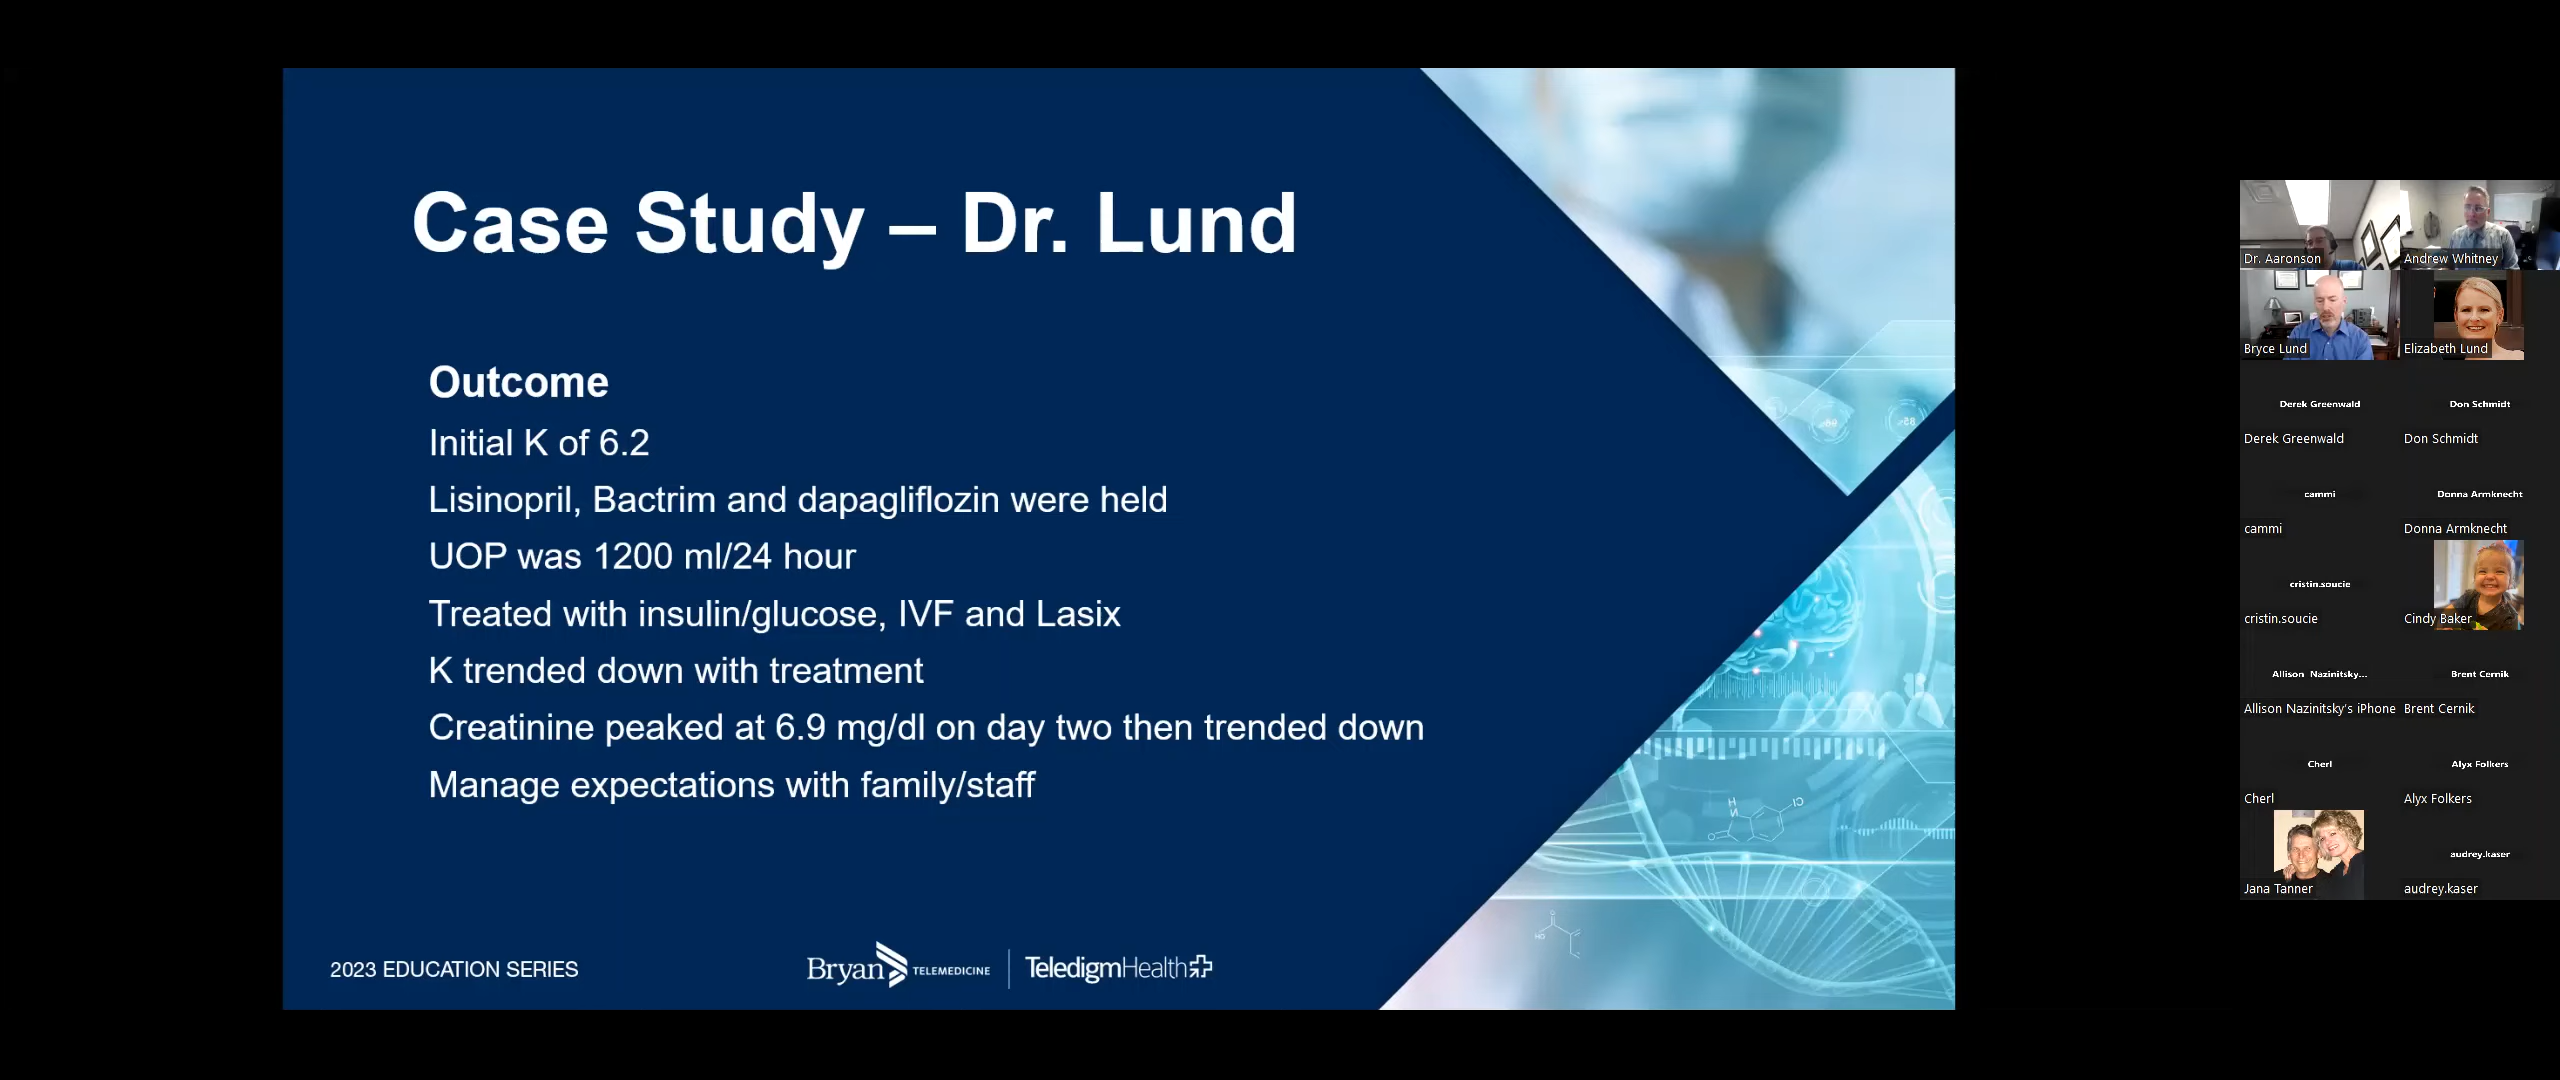 Case Study – Dr. Lund
Outcome
Initial K of 6.2
Lisinopril, Bactrim and dapagliflozin were held
UOP was 1200 ml/24 hour
Treated with insulin/glucose, IVF and Lasix
K trended down with treatment
Creatinine peaked at 6.9 mg/dl on day two then trended down
Manage expectations with family/staff
2023 EDUCATION SERIES
Bryan TELEMEDICINE
TeledigmHealth
Dr. Aaronson
Andrew Whitney
Bryce Lund
Elizabeth Lund
Derek Greenwald
Don Schmidt
Derek Greenwald
Don Schmidt
cammi
Donna Armknecht
cammi
Donna Armknecht
cristin.soucie
cristin.soucie
Cindy Baker
Allison Nazinitsky...
Brent Cernik
Allison Nazinitsky's iPhone
Brent Cernik
Cherl
Alyx Folkers
Cherl
Alyx Folkers
audrey.kaser
Jana Tanner
audrey.kaser